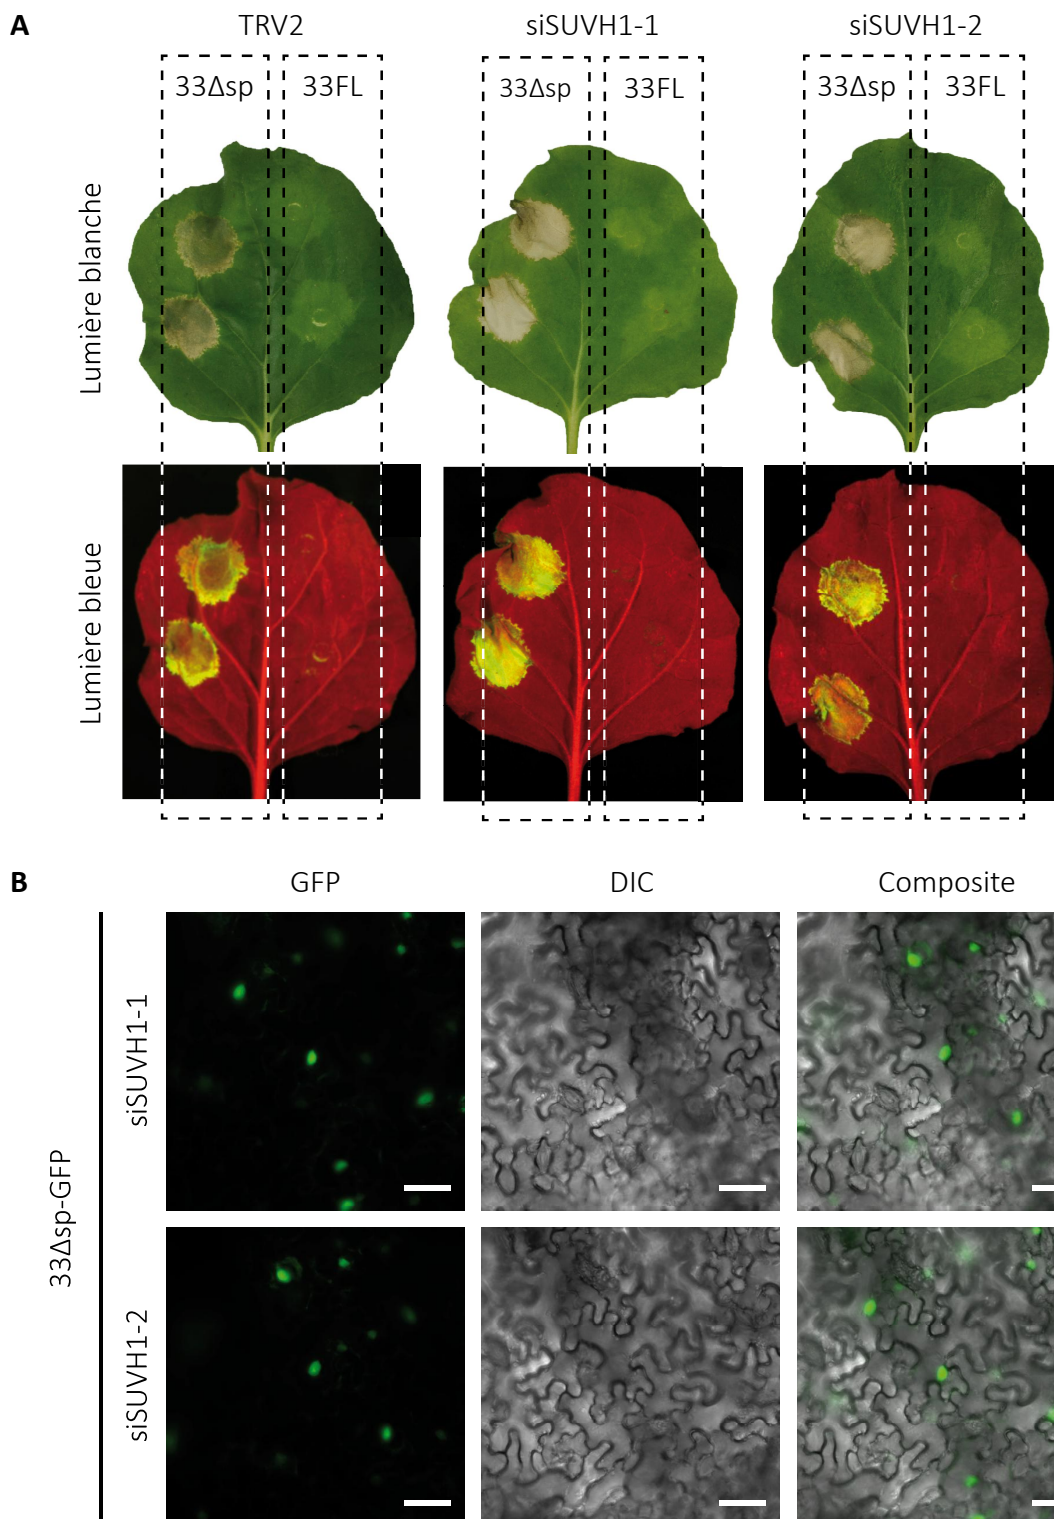 A
TRV2
siSUVH1-1
siSUVH1-2
33Δsp
33FL
33Δsp
33FL
33Δsp
33FL
Lumière blanche
Lumière bleue
B
GFP
DIC
Composite
33Δsp-GFP
siSUVH1-1
siSUVH1-2